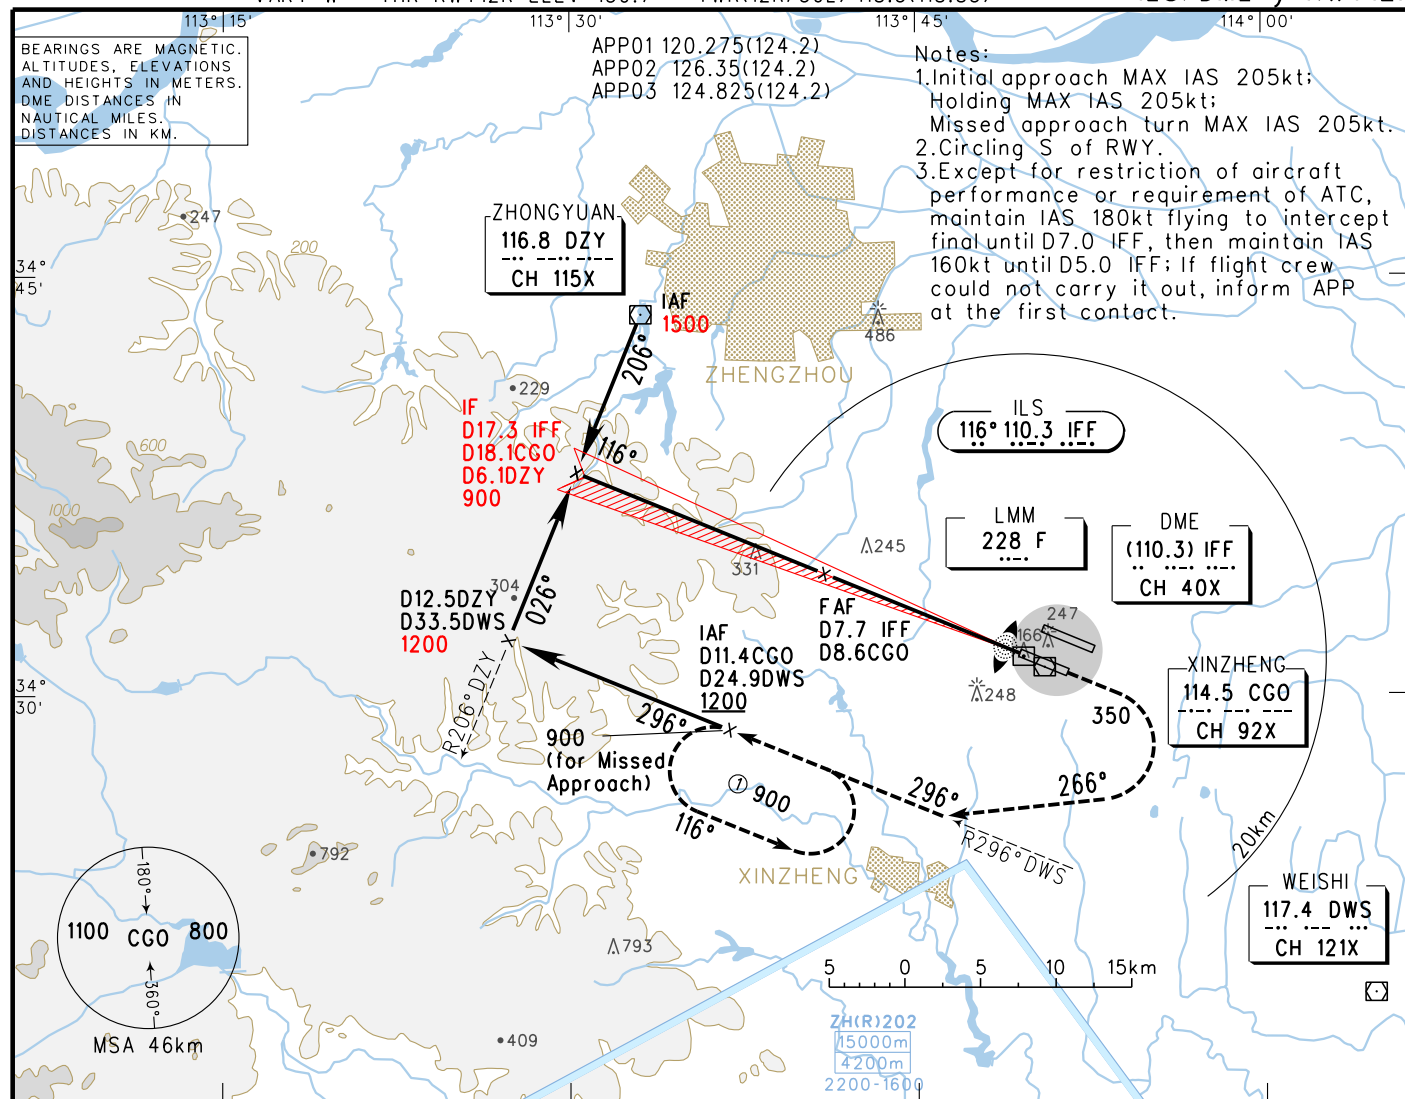 113° 15'
113° 30'
113° 45'
114° 00'
BEARINGS ARE MAGNETIC.
ALTITUDES, ELEVATIONS
AND HEIGHTS IN METERS.
DME DISTANCES IN
NAUTICAL MILES.
DISTANCES IN KM.
APP01 120.275(124.2)
APP02 126.35(124.2)
APP03 124.825(124.2)
Notes:
1.Initial approach MAX IAS 205kt;
Holding MAX IAS 205kt;
Missed approach turn MAX IAS 205kt.
2.Circling S of RWY.
3.Except for restriction of aircraft
performance or requirement of ATC,
maintain IAS 180kt flying to intercept
final until D7.0 IFF, then maintain IAS
160kt until D5.0 IFF; If flight crew
could not carry it out, inform APP
at the first contact.
247
200
ZHONGYUAN
116.8 DZY
CH 115X
34°
45'
IAF
1500
206°
486
ZHENGZHOU
229
IF
D17.3 IFF
D18.1CGO
D6.1DZY
900
116°
600
1000
ILS
116° 110.3 IFF
LMM
228 F
DME
(110.3) IFF
CH 40X
245
331
304
026°
D12.5DZY
D33.5DWS
1200
FAF
D7.7 IFF
D8.6CGO
247
166
IAF
D11.4CGO
D24.9DWS
1200
XINZHENG
114.5 CGO
CH 92X
34°
30'
248
350
R206°DZY
296°
900
(for Missed
Approach)
① 900
116°
296°
266°
R296°DWS
20km
792
XINZHENG
WEISHI
117.4 DWS
CH 121X
180°
1100 CGO 800
360°
MSA 46km
793
5 0 5 10 15km
409
ZH(R)202
15000m
4200m
2200-1600